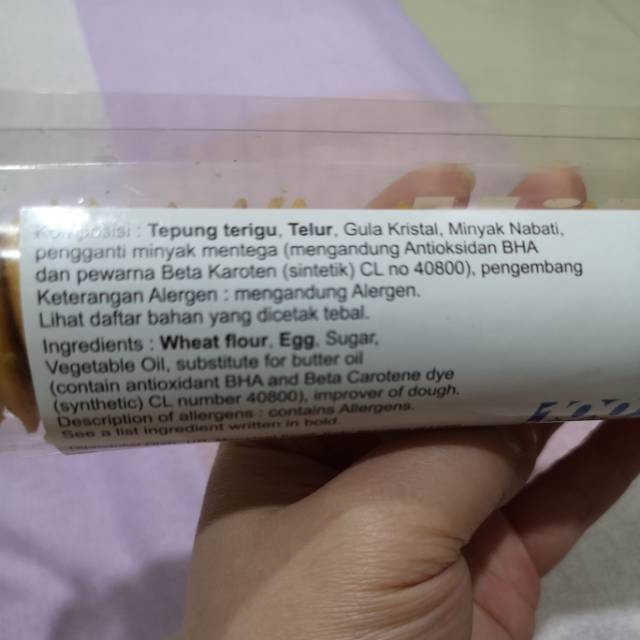 Komposisi : Tepung terigu, Telur, Gula Kristal, Minyak Nabati,
pengganti minyak mentega (mengandung Antioksidan BHA
dan pewarna Beta Karoten (sintetik) CL no 40800), pengembang
Keterangan Alergen : mengandung Alergen.
Lihat daftar bahan yang dicetak tebal.
Ingredients : Wheat flour, Egg, Sugar,
Vegetable Oil, substitute for butter oil
(contain antioxidant BHA and Beta Carotene dye
(synthetic) CL number 40800), improver of dough.
Description of allergens : contains Allergens.
See a list ingredient written in bold.